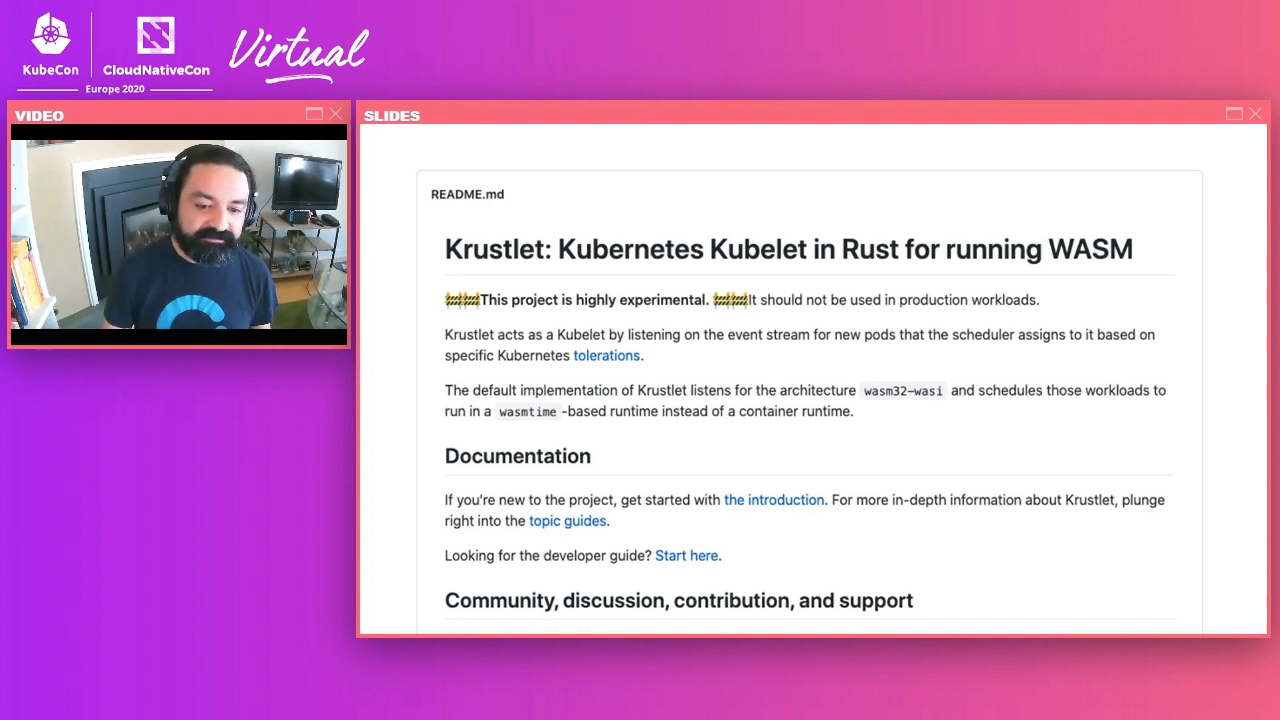 KubeCon
CloudNativeCon
Europe 2020
Virtual
VIDEO
SLIDES
README.md
Krustlet: Kubernetes Kubelet in Rust for running WASM
🚧🚧This project is highly experimental. 🚧🚧It should not be used in production workloads.
Krustlet acts as a Kubelet by listening on the event stream for new pods that the scheduler assigns to it based on
specific Kubernetes tolerations.
The default implementation of Krustlet listens for the architecture wasm32-wasi and schedules those workloads to
run in a wasmtime -based runtime instead of a container runtime.
Documentation
If you're new to the project, get started with the introduction. For more in-depth information about Krustlet, plunge
right into the topic guides.
Looking for the developer guide? Start here.
Community, discussion, contribution, and support